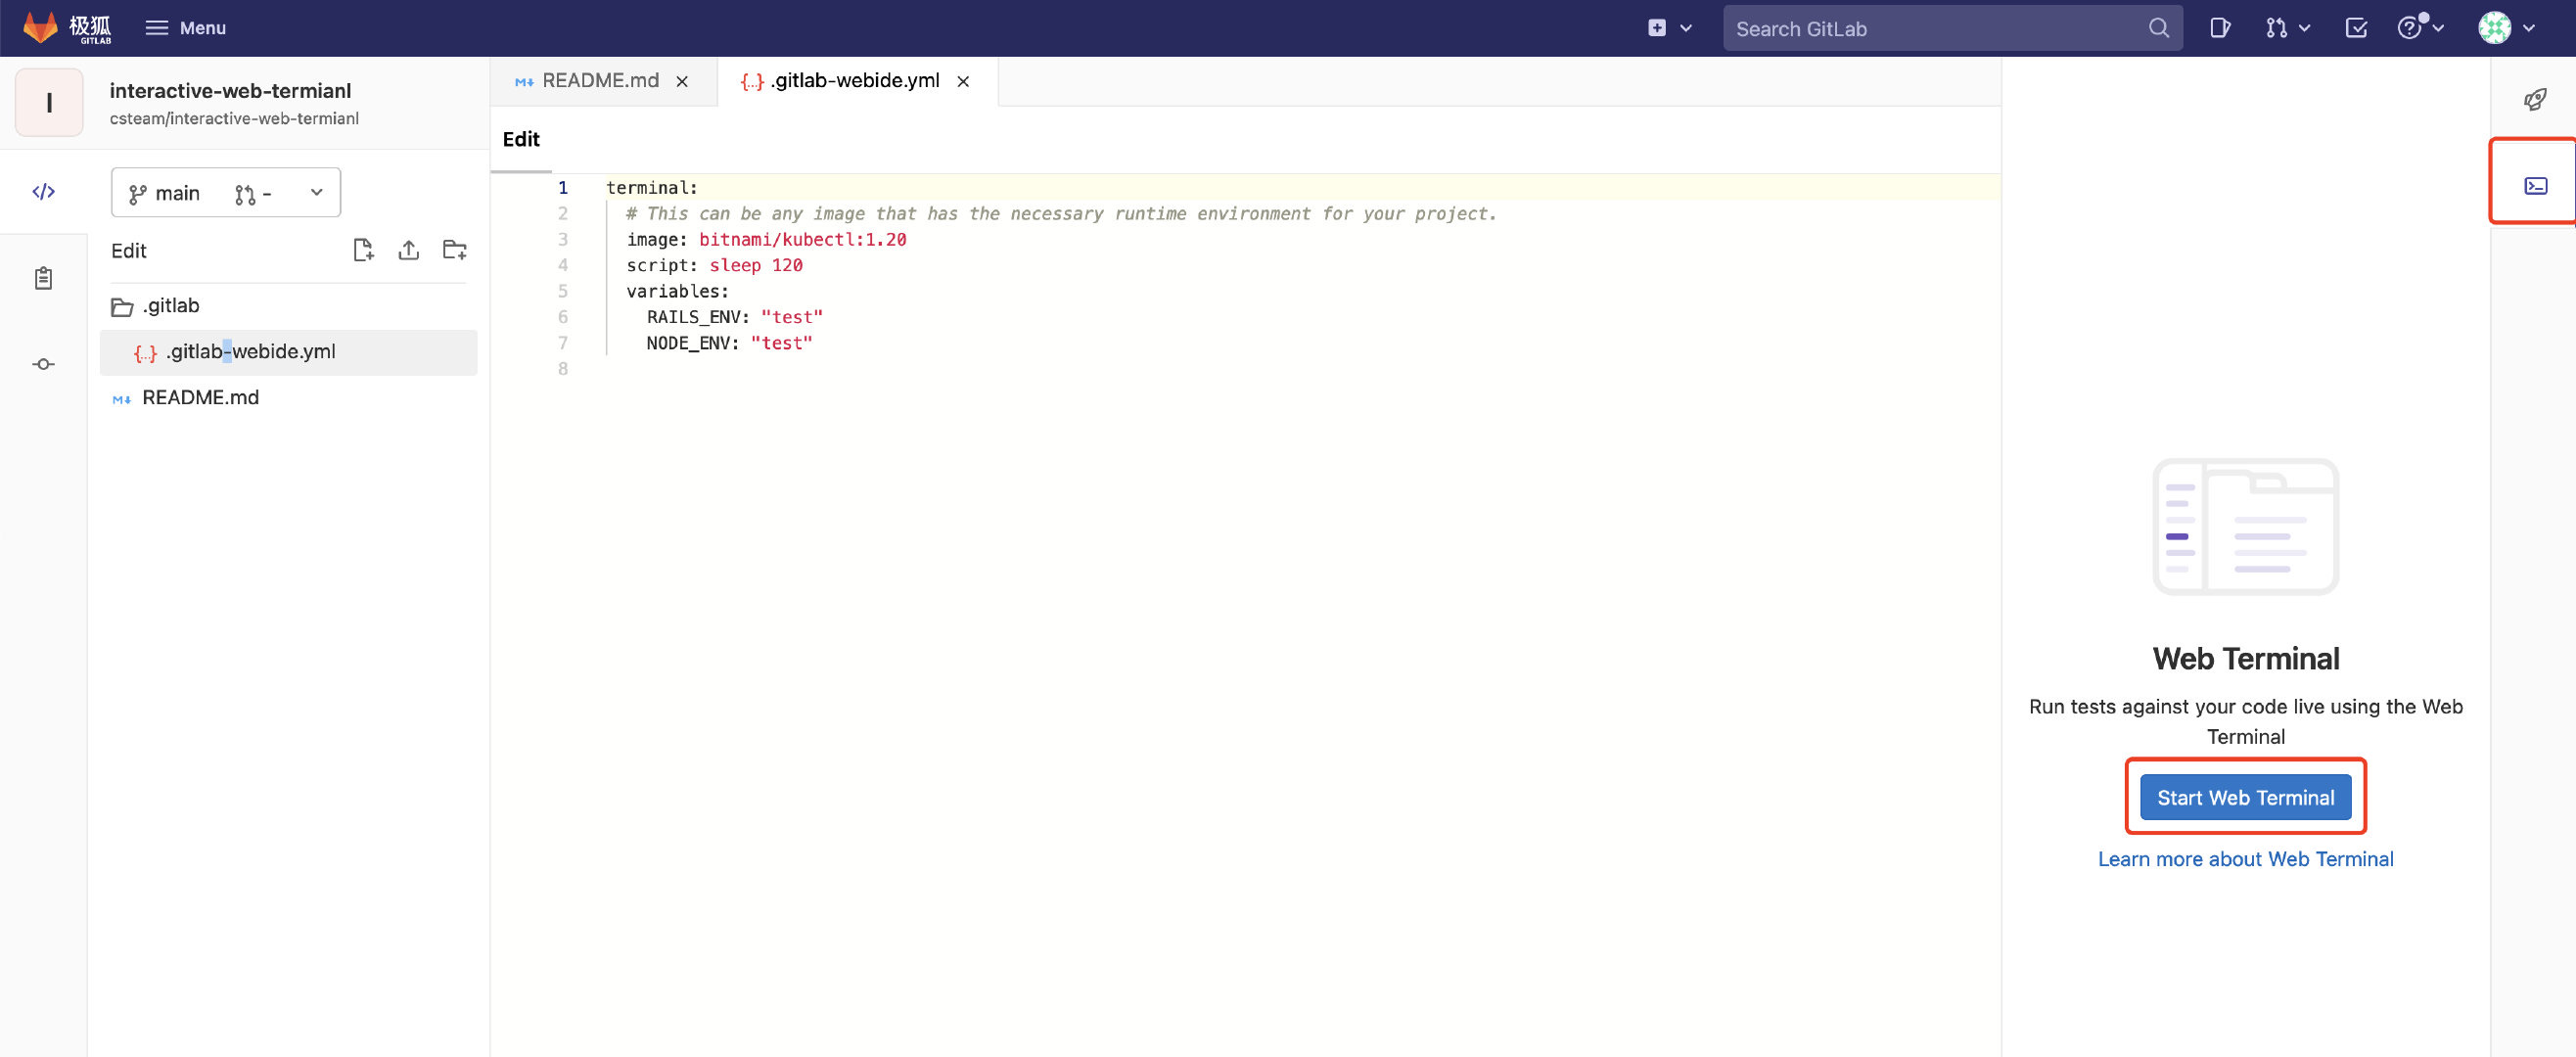 极狐
GITLAB
Menu
Search GitLab
I
interactive-web-termianl
csteam/interactive-web-termianl
main
-
Edit
.gitlab
{..} .gitlab-webide.yml
M↓ README.md
M↓ README.md
{..} .gitlab-webide.yml
Edit
1 terminal:
2 # This can be any image that has the necessary runtime environment for your project.
3 image: bitnami/kubectl:1.20
4 script: sleep 120
5 variables:
6 RAILS_ENV: "test"
7 NODE_ENV: "test"
8
Web Terminal
Run tests against your code live using the Web
Terminal
Start Web Terminal
Learn more about Web Terminal